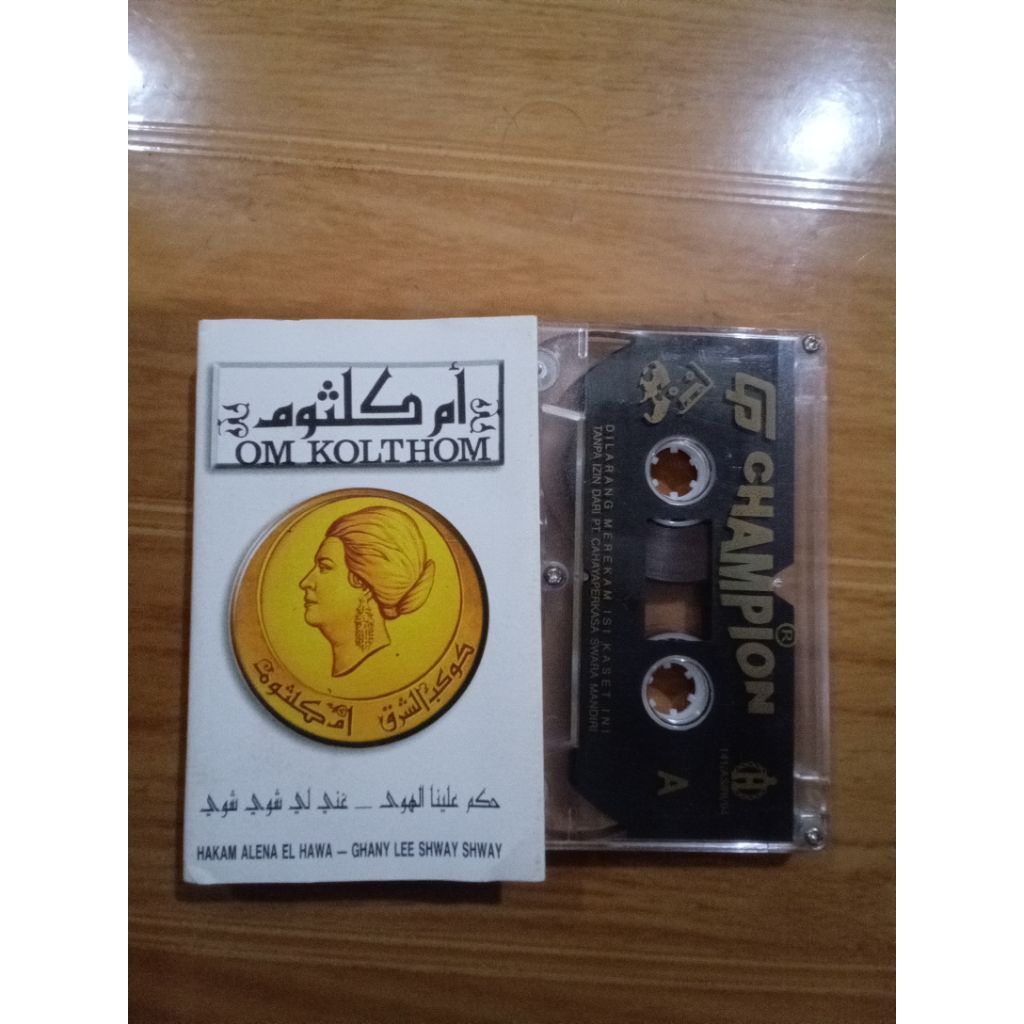 أم كلثوم
OM KOLTHOM
كوكب الشرق
أم كلثوم
حكم علينا الهوى – غني لي شوي شوي
HAKAM ALENA EL HAWA – GHANY LEE SHWAY SHWAY
CHAMPION ®
DILARANG MEREKAM ISI KASET INI
TANPA IZIN DARI PT. CAHAYAPERKASA SWARA MANDIRI
A
H